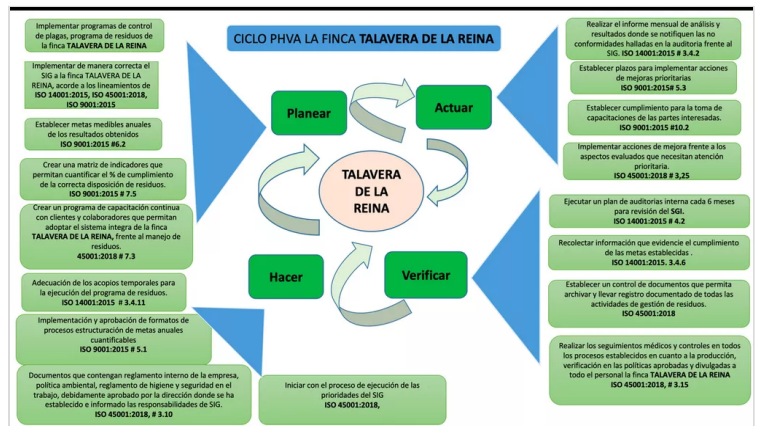 CICLO PHVA LA FINCA TALAVERA DE LA REINA
Implementar programas de control
de plagas, programa de residuos de
la finca TALAVERA DE LA REINA
Implementar de manera correcta el
SIG a la finca TALAVERA DE LA
REINA, acorde a los lineamientos de
ISO 14001:2015, ISO 45001:2018,
ISO 9001:2015
Establecer metas medibles anuales
de los resultados obtenidos
ISO 9001:2015 #6.2
Crear una matriz de indicadores que
permitan cuantificar el % de cumplimiento
de la correcta disposición de residuos.
ISO 9001:2015 # 7.5
Crear un programa de capacitación continua
con clientes y colaboradores que permitan
adoptar el sistema integra de la finca
TALAVERA DE LA REINA, frente al manejo de
residuos.
45001:2018 # 7.3
Adecuación de los acopios temporales para
la ejecución del programa de residuos.
ISO 14001:2015 # 3.4.11
Implementación y aprobación de formatos de
procesos estructuración de metas anuales
cuantificables
ISO 9001:2015 # 5.1
Documentos que contengan reglamento interno de la empresa,
política ambiental, reglamento de higiene y seguridad en el
trabajo, debidamente aprobado por la dirección donde se ha
establecido e informado las responsabilidades de SIG.
ISO 45001:2018, # 3.10
Iniciar con el proceso de ejecución de las
prioridades del SIG
ISO 45001:2018,
Planear
Actuar
TALAVERA
DE LA
REINA
Hacer
Verificar
Realizar el informe mensual de análisis y
resultados donde se notifiquen las no
conformidades halladas en la auditoria frente al
SIG. ISO 14001:2015 # 3.4.2
Establecer plazos para implementar acciones
de mejoras prioritarias
ISO 9001:2015# 5.3
Establecer cumplimiento para la toma de
capacitaciones de las partes interesadas.
ISO 9001:2015 #10.2
Implementar acciones de mejora frente a los
aspectos evaluados que necesitan atención
prioritaria.
ISO 45001:2018 # 3,25
Ejecutar un plan de auditorias interna cada 6 meses
para revisión del SGI.
ISO 14001:2015 # 4.2
Recolectar información que evidencie el cumplimiento
de las metas establecidas .
ISO 14001:2015. 3.4.6
Establecer un control de documentos que permita
archivar y llevar registro documentado de todas las
actividades de gestión de residuos.
ISO 45001:2018
Realizar los seguimientos médicos y controles en todos
los procesos establecidos en cuanto a la producción,
verificación en las políticas aprobadas y divulgadas a
todo el personal la finca TALAVERA DE LA REINA
ISO 45001:2018, # 3.15